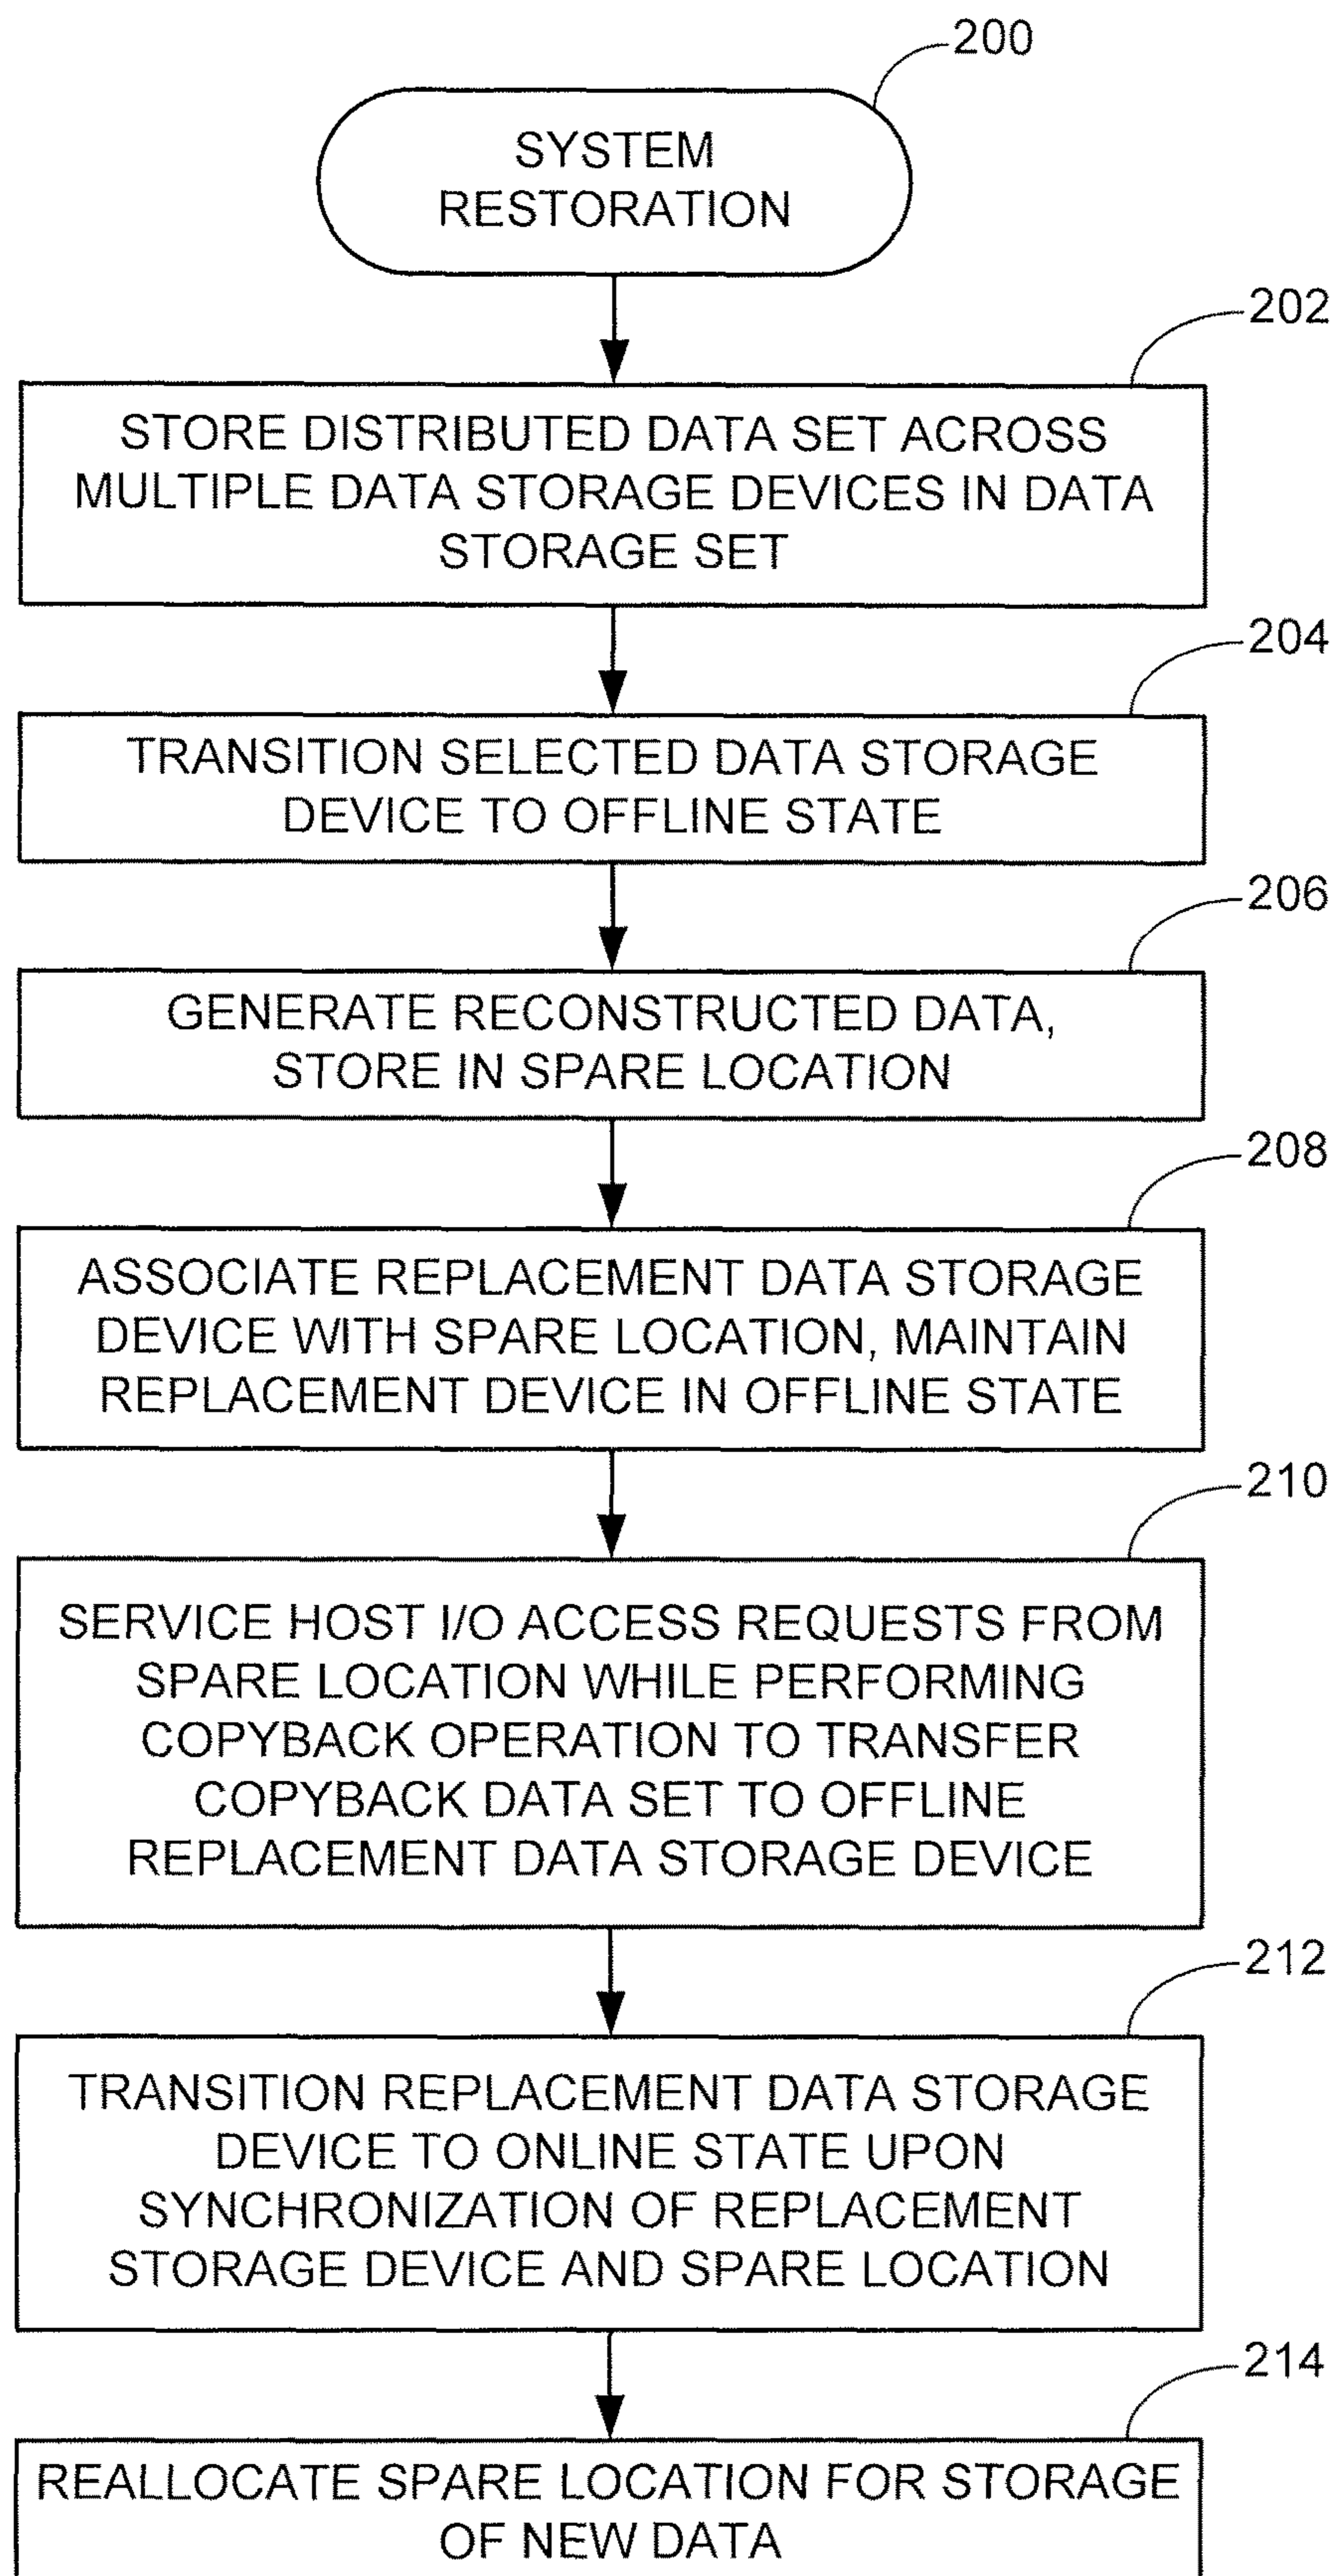 200
SYSTEM
RESTORATION
202
STORE DISTRIBUTED DATA SET ACROSS
MULTIPLE DATA STORAGE DEVICES IN DATA
STORAGE SET
204
TRANSITION SELECTED DATA STORAGE
DEVICE TO OFFLINE STATE
206
GENERATE RECONSTRUCTED DATA,
STORE IN SPARE LOCATION
208
ASSOCIATE REPLACEMENT DATA STORAGE
DEVICE WITH SPARE LOCATION, MAINTAIN
REPLACEMENT DEVICE IN OFFLINE STATE
210
SERVICE HOST I/O ACCESS REQUESTS FROM
SPARE LOCATION WHILE PERFORMING
COPYBACK OPERATION TO TRANSFER
COPYBACK DATA SET TO OFFLINE
REPLACEMENT DATA STORAGE DEVICE
212
TRANSITION REPLACEMENT DATA STORAGE
DEVICE TO ONLINE STATE UPON
SYNCHRONIZATION OF REPLACEMENT
STORAGE DEVICE AND SPARE LOCATION
214
REALLOCATE SPARE LOCATION FOR STORAGE
OF NEW DATA